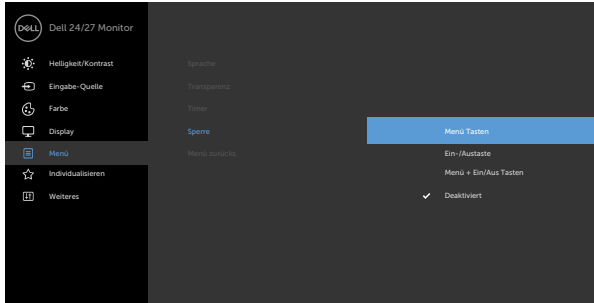 DELL
Dell 24/27 Monitor
Helligkeit/Kontrast
Eingabe-Quelle
Farbe
Display
Menü
Individualisieren
Weiteres
Sprache
Transparenz
Timer
Sperre
Menü zurücks.
Menü Tasten
Ein-/Austaste
Menü + Ein/Aus Tasten
Deaktiviert